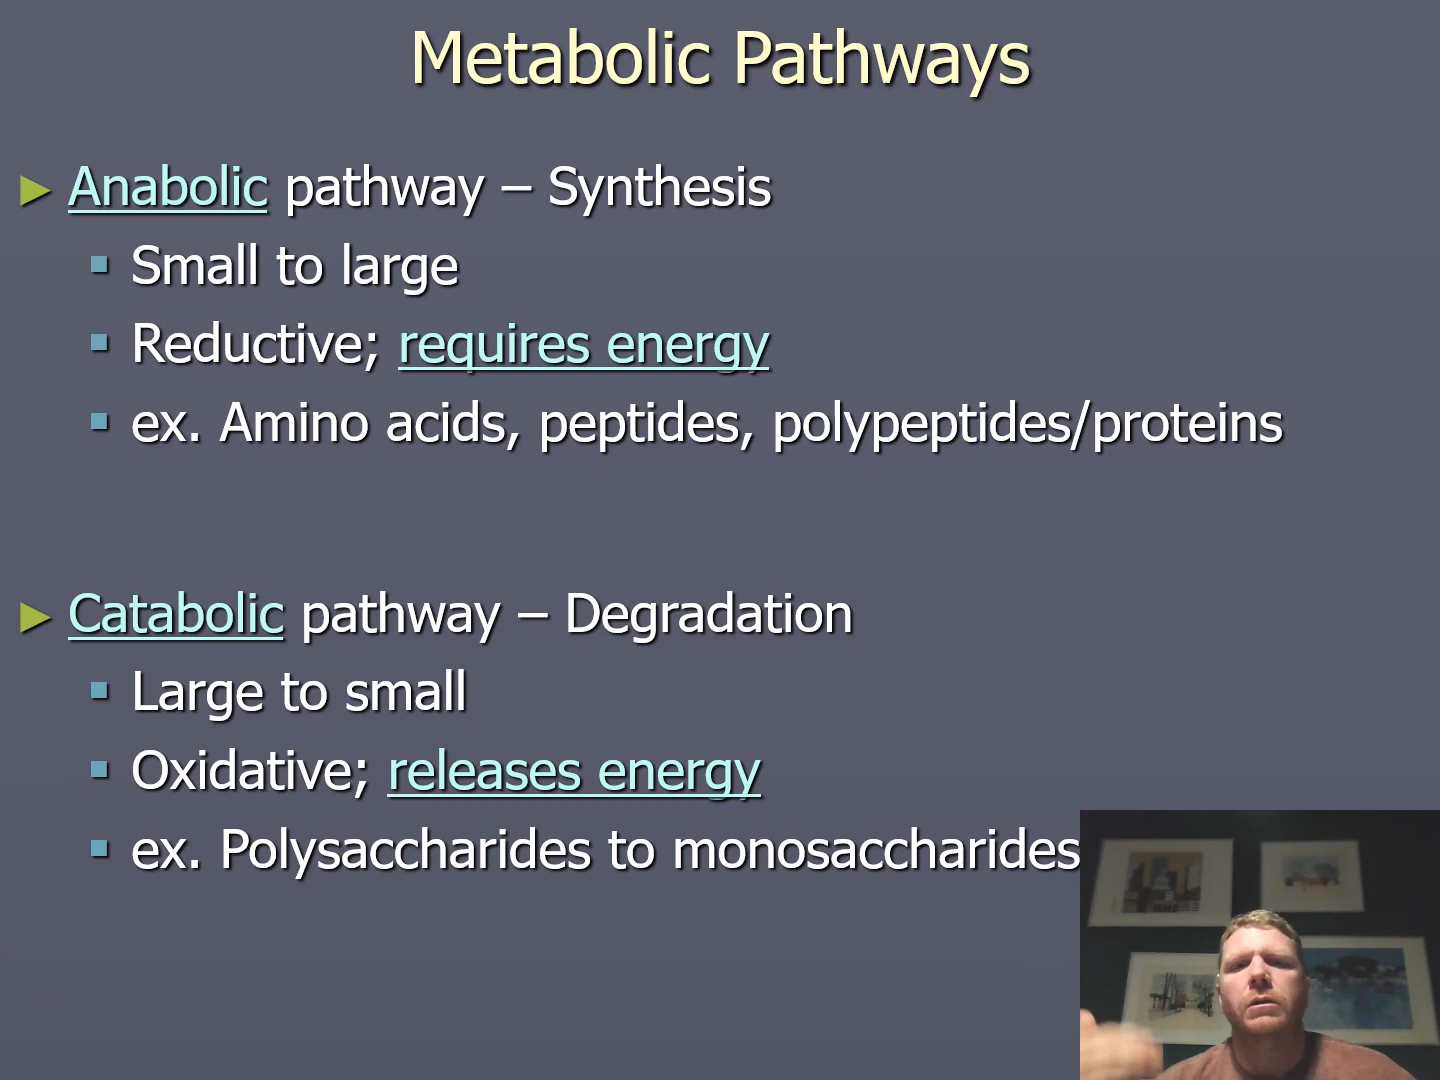 Metabolic Pathways
► Anabolic pathway – Synthesis
▪ Small to large
▪ Reductive; requires energy
▪ ex. Amino acids, peptides, polypeptides/proteins
► Catabolic pathway – Degradation
▪ Large to small
▪ Oxidative; releases energy
▪ ex. Polysaccharides to monosaccharides